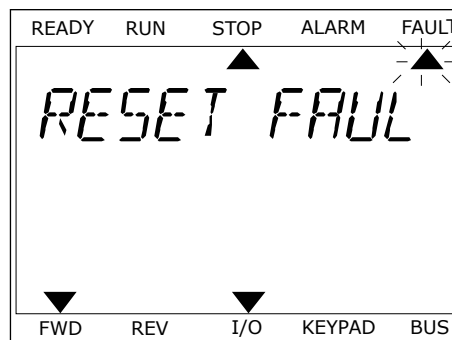 READY RUN STOP ALARM FAULT
RESET FAUL
FWD REV I/O KEYPAD BUS